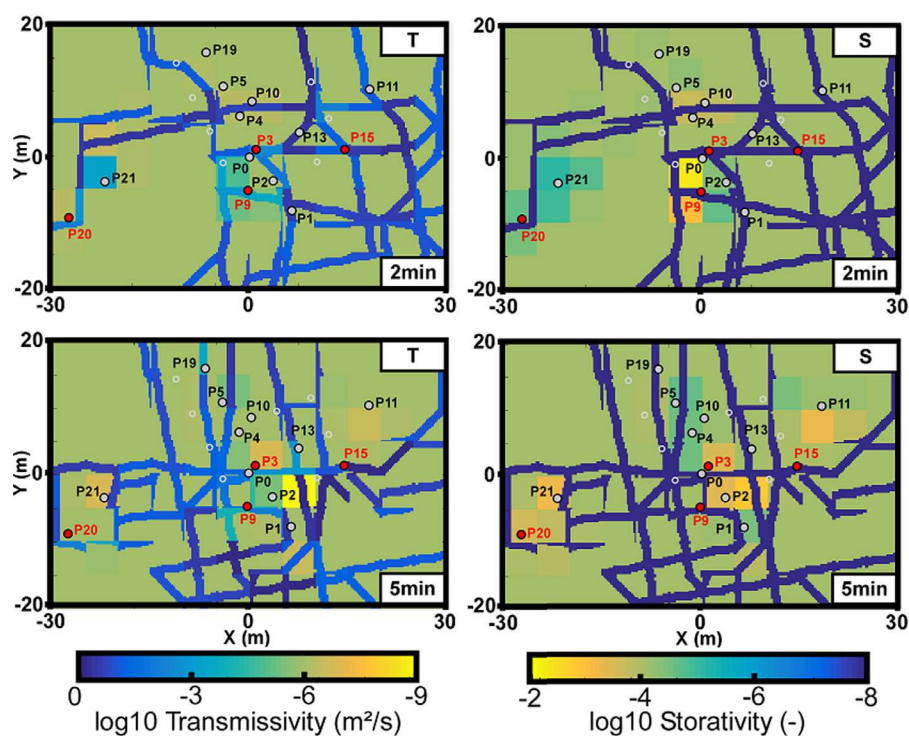 20 T S
P19 P19
P5 P11 P5 P11
P10 P10
P4 P4
P3 P13 P15 P3 P13 P15
Y (m) 0 P0 P0
P21 P2 P21 P2
P9 P9
P20 P1 P20 P1
-20 2min 2min
-30 0 30 -30 0 30
20 T 20 S
P19 P19
P5 P10 P11 P5 P10 P11
P4 P13 P4 P13
P3 P15 P3 P15
Y (m) 0 P0 0 P0
P21 P2 P21 P2
P9 P9
P20 P1 P20 P1
-20 5min -20 5min
-30 0 30 -30 0 30
X (m) X (m)
0 -3 -6 -9 -2 -4 -6 -8
log10 Transmissivity (m²/s) log10 Storativity (-)